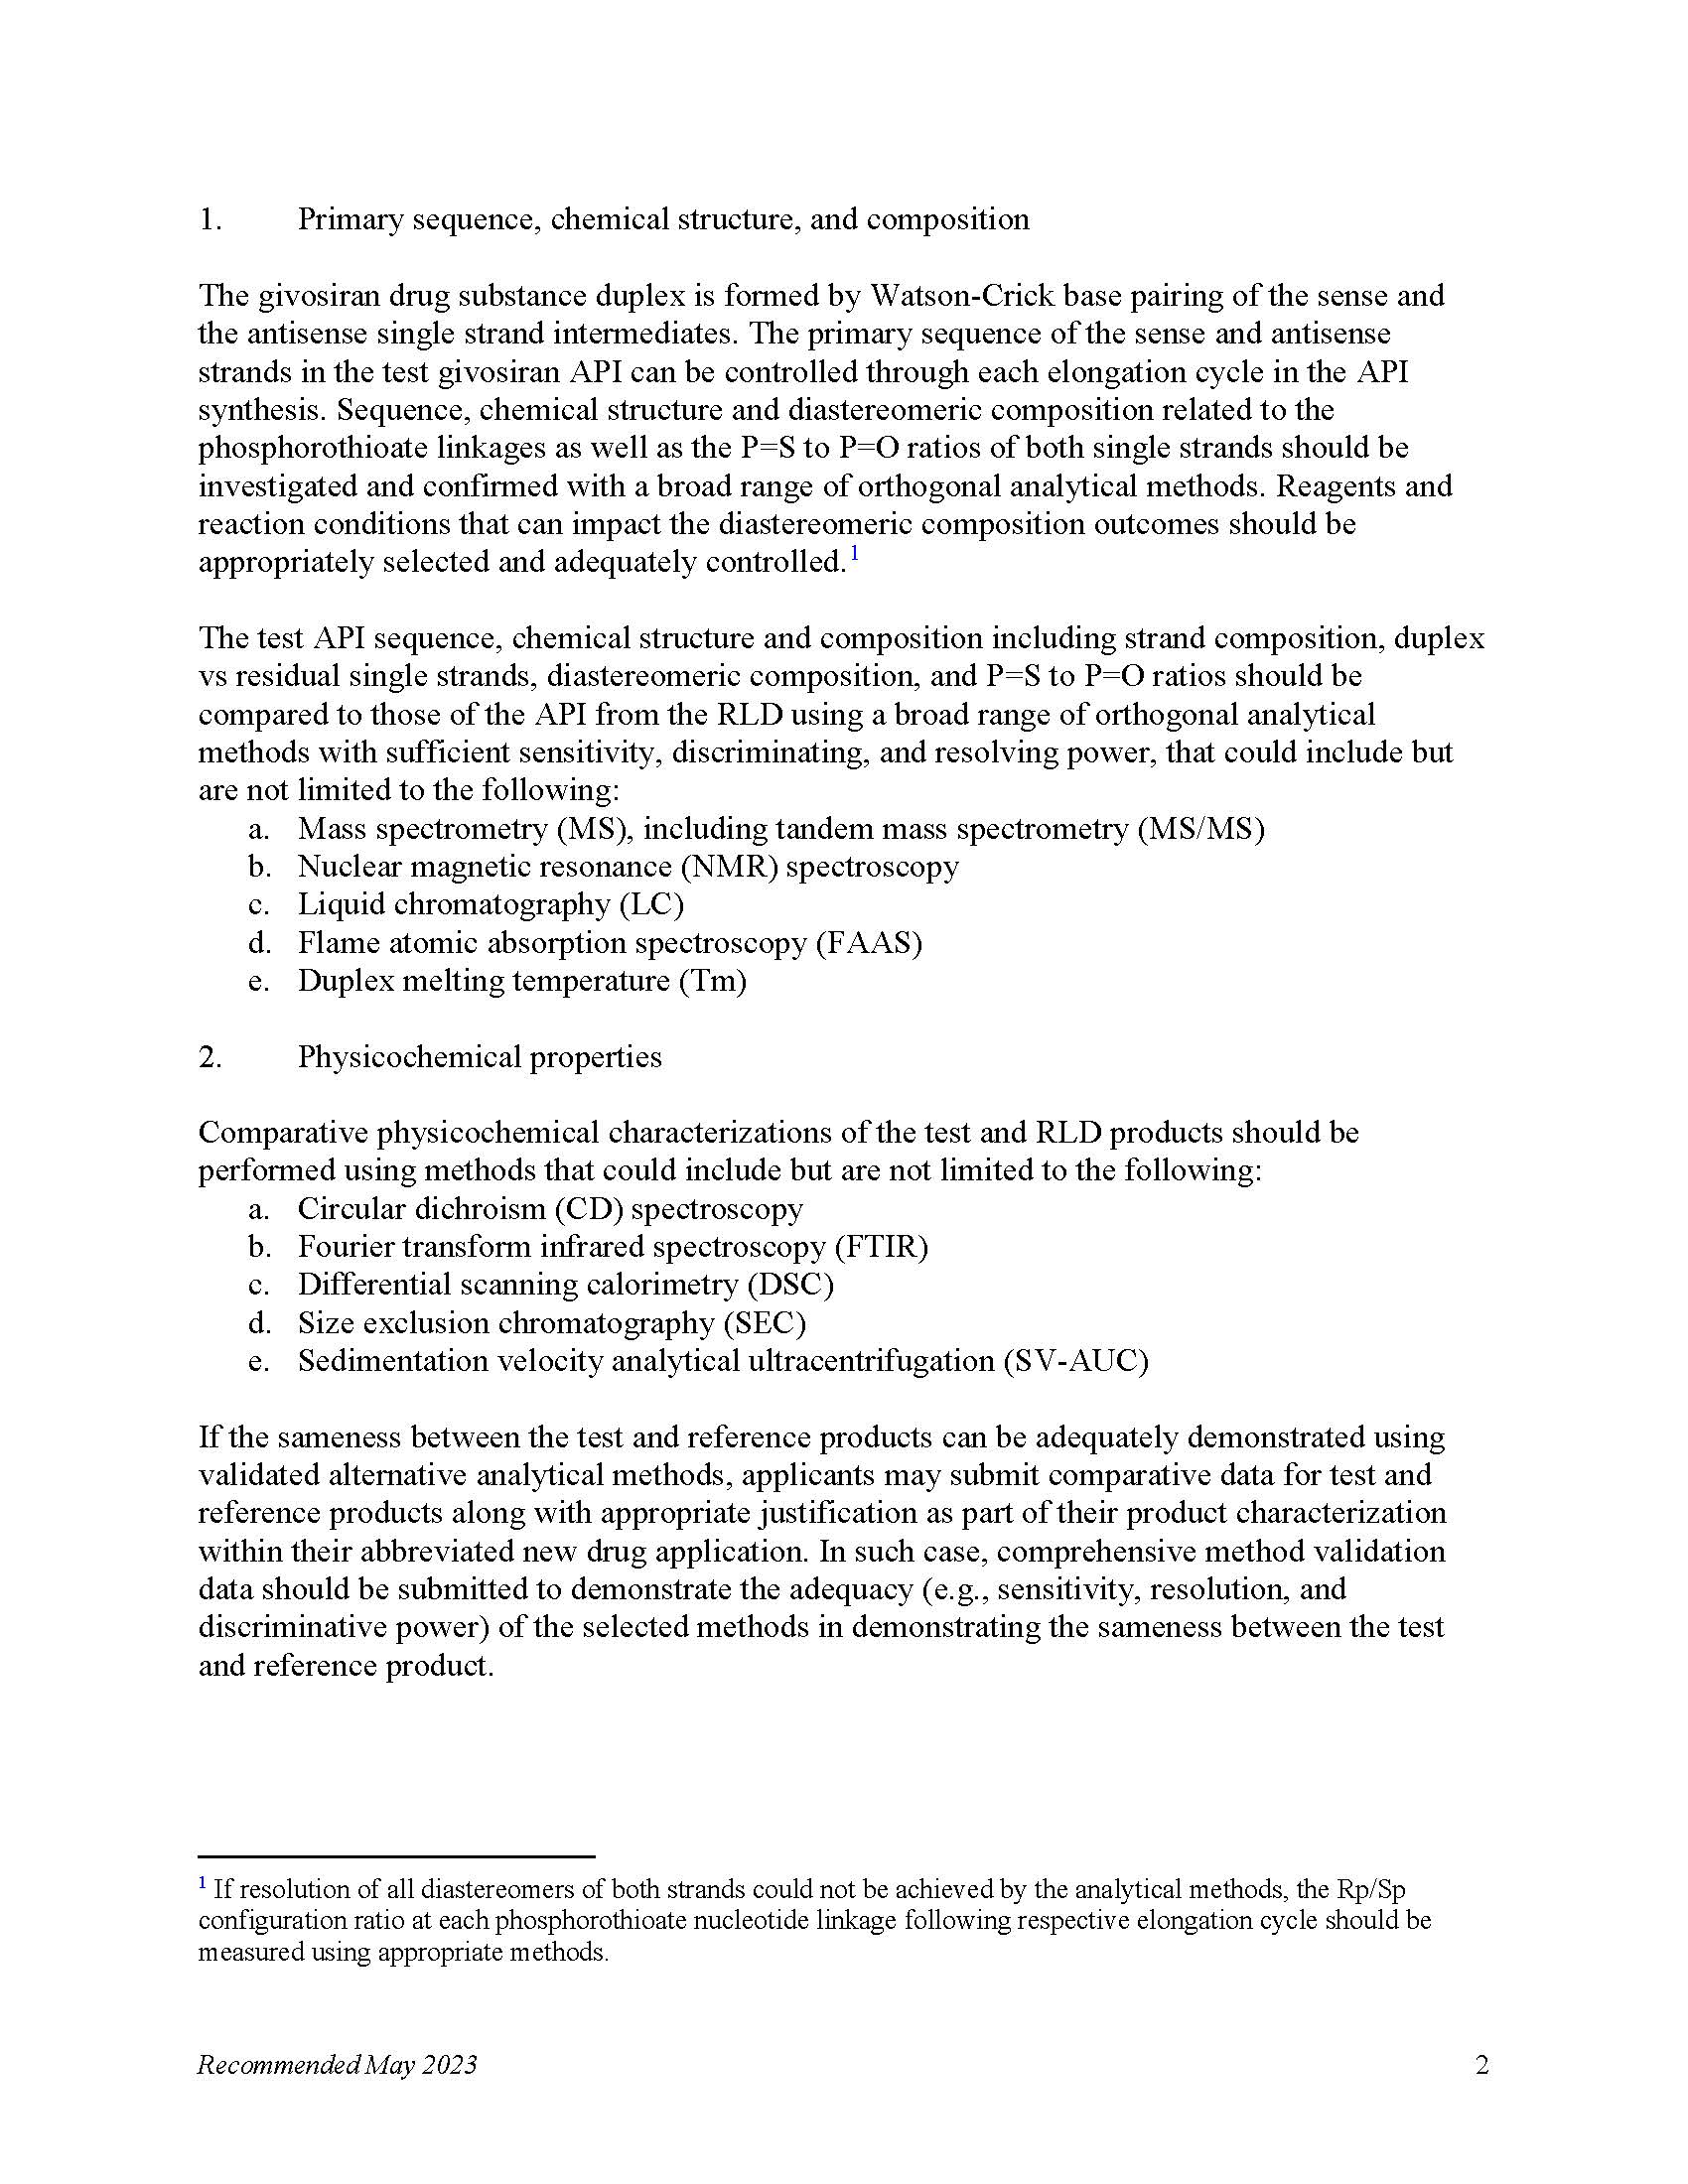 1. Primary sequence, chemical structure, and composition
The givosiran drug substance duplex is formed by Watson-Crick base pairing of the sense and
the antisense single strand intermediates. The primary sequence of the sense and antisense
strands in the test givosiran API can be controlled through each elongation cycle in the API
synthesis. Sequence, chemical structure and diastereomeric composition related to the
phosphorothioate linkages as well as the P=S to P=O ratios of both single strands should be
investigated and confirmed with a broad range of orthogonal analytical methods. Reagents and
reaction conditions that can impact the diastereomeric composition outcomes should be
appropriately selected and adequately controlled.1
The test API sequence, chemical structure and composition including strand composition, duplex
vs residual single strands, diastereomeric composition, and P=S to P=O ratios should be
compared to those of the API from the RLD using a broad range of orthogonal analytical
methods with sufficient sensitivity, discriminating, and resolving power, that could include but
are not limited to the following:
a. Mass spectrometry (MS), including tandem mass spectrometry (MS/MS)
b. Nuclear magnetic resonance (NMR) spectroscopy
c. Liquid chromatography (LC)
d. Flame atomic absorption spectroscopy (FAAS)
e. Duplex melting temperature (Tm)
2. Physicochemical properties
Comparative physicochemical characterizations of the test and RLD products should be
performed using methods that could include but are not limited to the following:
a. Circular dichroism (CD) spectroscopy
b. Fourier transform infrared spectroscopy (FTIR)
c. Differential scanning calorimetry (DSC)
d. Size exclusion chromatography (SEC)
e. Sedimentation velocity analytical ultracentrifugation (SV-AUC)
If the sameness between the test and reference products can be adequately demonstrated using
validated alternative analytical methods, applicants may submit comparative data for test and
reference products along with appropriate justification as part of their product characterization
within their abbreviated new drug application. In such case, comprehensive method validation
data should be submitted to demonstrate the adequacy (e.g., sensitivity, resolution, and
discriminative power) of the selected methods in demonstrating the sameness between the test
and reference product.
1 If resolution of all diastereomers of both strands could not be achieved by the analytical methods, the Rp/Sp
configuration ratio at each phosphorothioate nucleotide linkage following respective elongation cycle should be
measured using appropriate methods.
Recommended May 2023 2